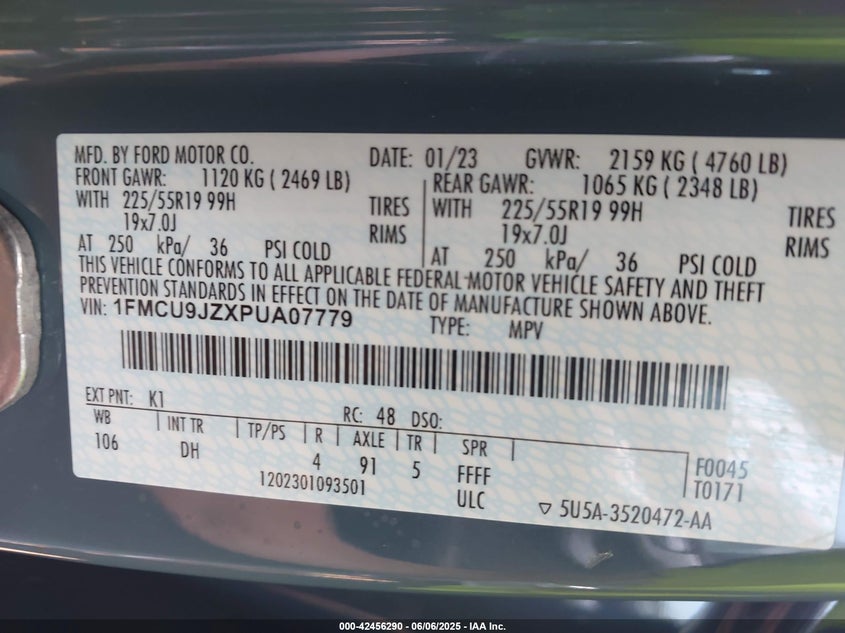 MFD. BY FORD MOTOR CO. DATE: 01/23 GVWR: 2159 KG ( 4760 LB)
FRONT GAWR: 1120 KG ( 2469 LB) REAR GAWR: 1065 KG ( 2348 LB)
WITH 225/55R19 99H TIRES WITH 225/55R19 99H TIRES
19x7.0J RIMS 19x7.0J RIMS
AT 250 kPa/ 36 PSI COLD AT 250 kPa/ 36 PSI COLD
THIS VEHICLE CONFORMS TO ALL APPLICABLE FEDERAL MOTOR VEHICLE SAFETY AND THEFT
PREVENTION STANDARDS IN EFFECT ON THE DATE OF MANUFACTURE SHOWN ABOVE.
VIN: 1FMCU9JZXPUA07779 TYPE: MPV
EXT PNT: K1 RC: 48 DSO:
WB INT TR TP/PS R AXLE TR SPR
106 DH 4 91 5 FFFF F0045
1202301093501 ULC T0171
5U5A-3520472-AA
000-42456290 - 06/06/2025 - IAA Inc.